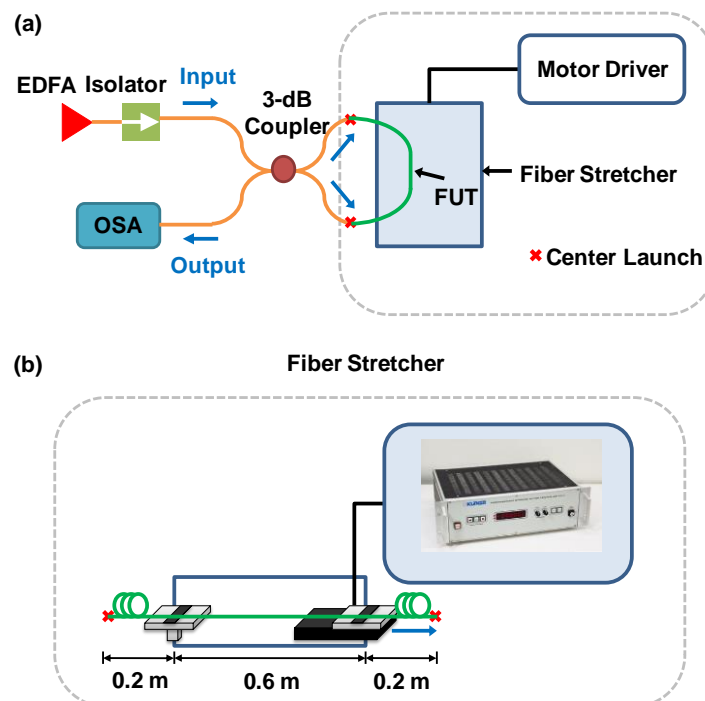 (a)
EDFA Isolator
Input
3-dB
Coupler
Motor Driver
FUT
Fiber Stretcher
OSA
Output
Center Launch
(b)
Fiber Stretcher
0.2 m
0.6 m
0.2 m